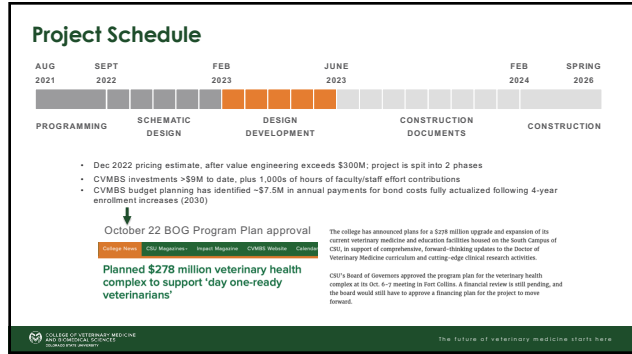 Project Schedule
AUG SEPT FEB JUNE FEB SPRING
2021 2022 2023 2023 2024 2026
PROGRAMMING SCHEMATIC DESIGN CONSTRUCTION CONSTRUCTION
DESIGN DEVELOPMENT DOCUMENTS
• Dec 2022 pricing estimate, after value engineering exceeds $300M; project is spit into 2 phases
• CVMBS investments >$9M to date, plus 1,000s of hours of faculty/staff effort contributions
• CVMBS budget planning has identified ~$7.5M in annual payments for bond costs fully actualized following 4-year
enrollment increases (2030)
October 22 BOG Program Plan approval
College News CSU Magazines Impact Magazine CVMBS Website Calendar
Planned $278 million veterinary health
complex to support ‘day one-ready
veterinarians’
The college has announced plans for a $278 million upgrade and expansion of its
current veterinary medicine and education facilities housed on the South Campus of
CSU, in support of comprehensive, forward-thinking updates to the Doctor of
Veterinary Medicine curriculum and cutting-edge clinical research activities.
CSU’s Board of Governors approved the program plan for the veterinary health
complex at its Oct. 6-7 meeting in Fort Collins. A financial review is still pending, and
the board would still have to approve a financing plan for the project to move
forward.
COLLEGE OF VETERINARY MEDICINE
AND BIOMEDICAL SCIENCES
COLORADO STATE UNIVERSITY
The future of veterinary medicine starts here